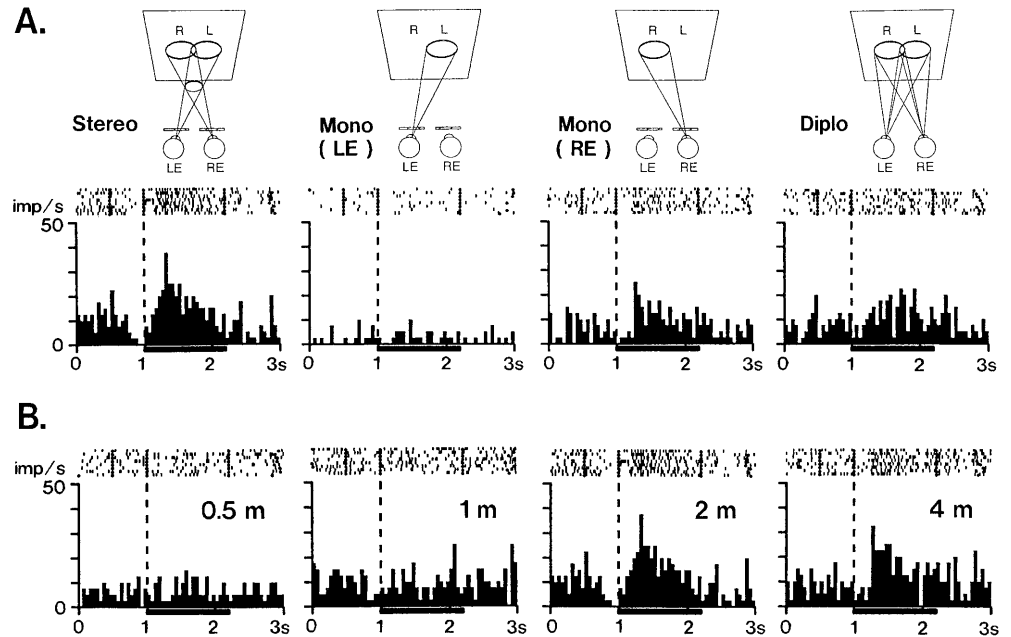 A.
R L
R L
R L
R L
Stereo
Mono
( LE )
Mono
( RE )
Diplo
LE RE
LE RE
LE RE
LE RE
imp/s
50
0
0 1 2 3s
0 1 2 3s
0 1 2 3s
0 1 2 3s
B.
imp/s
50
0
0.5 m
1 m
2 m
4 m
0 1 2 3s
0 1 2 3s
0 1 2 3s
0 1 2 3s